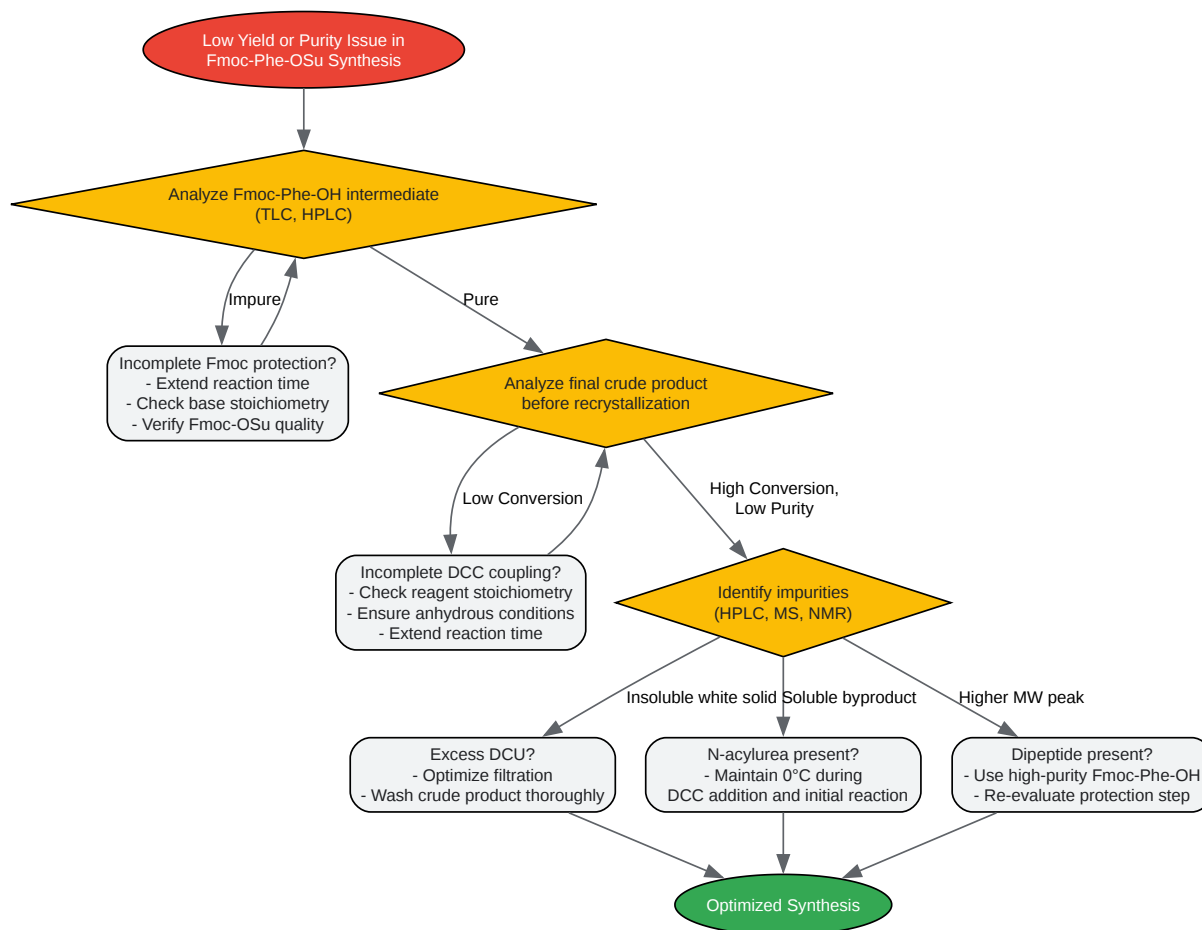 Low Yield or Purity Issue in
Fmoc-Phe-OSu Synthesis
Analyze Fmoc-Phe-OH intermediate
(TLC, HPLC)
Impure
Pure
Incomplete Fmoc protection?
- Extend reaction time
- Check base stoichiometry
- Verify Fmoc-OSu quality
Analyze final crude product
before recrystallization
Low Conversion
High Conversion,
Low Purity
Incomplete DCC coupling?
- Check reagent stoichiometry
- Ensure anhydrous conditions
- Extend reaction time
Identify impurities
(HPLC, MS, NMR)
Insoluble white solid
Soluble byproduct
Higher MW peak
Excess DCU?
- Optimize filtration
- Wash crude product thoroughly
N-acylurea present?
- Maintain 0°C during
DCC addition and initial reaction
Dipeptide present?
- Use high-purity Fmoc-Phe-OH
- Re-evaluate protection step
Optimized Synthesis